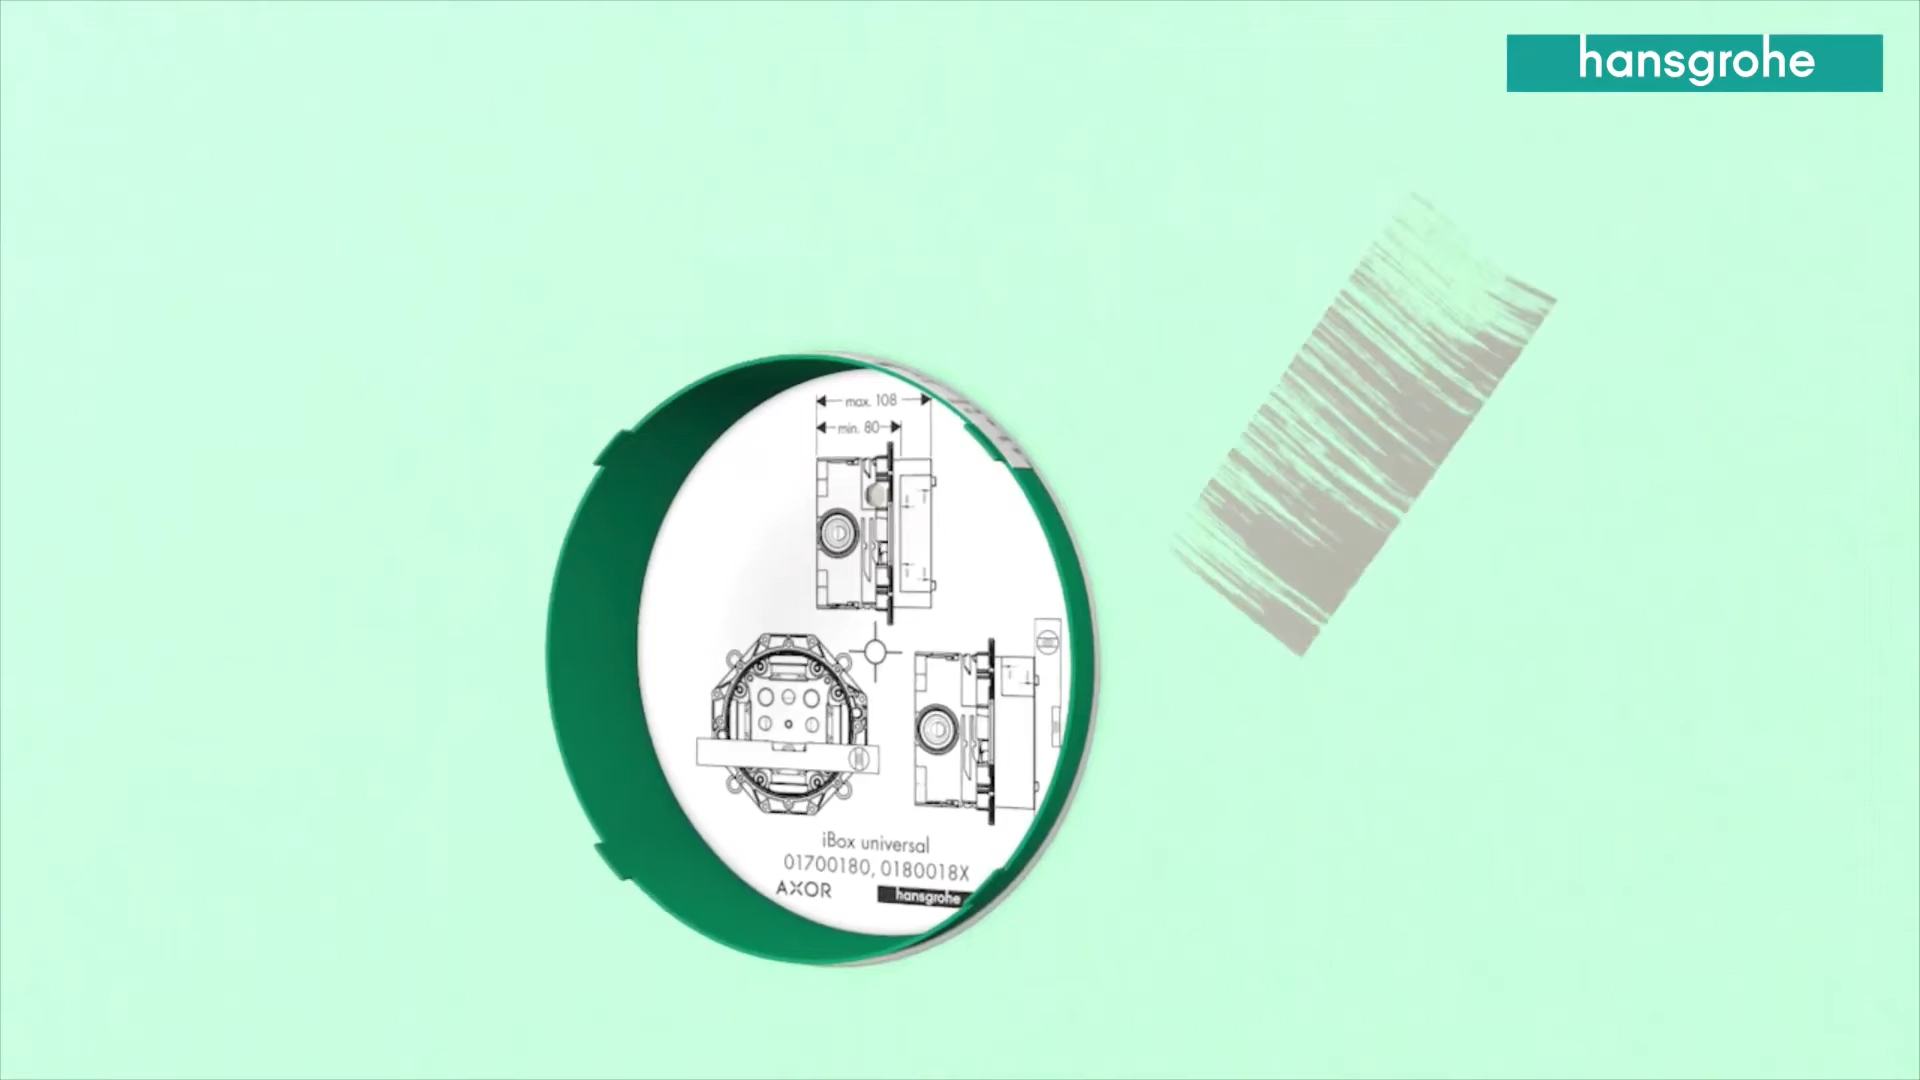 hansgrohe
max. 108
min. 80
iBox universal
01700180, 0180018X
AXOR
hansgrohe